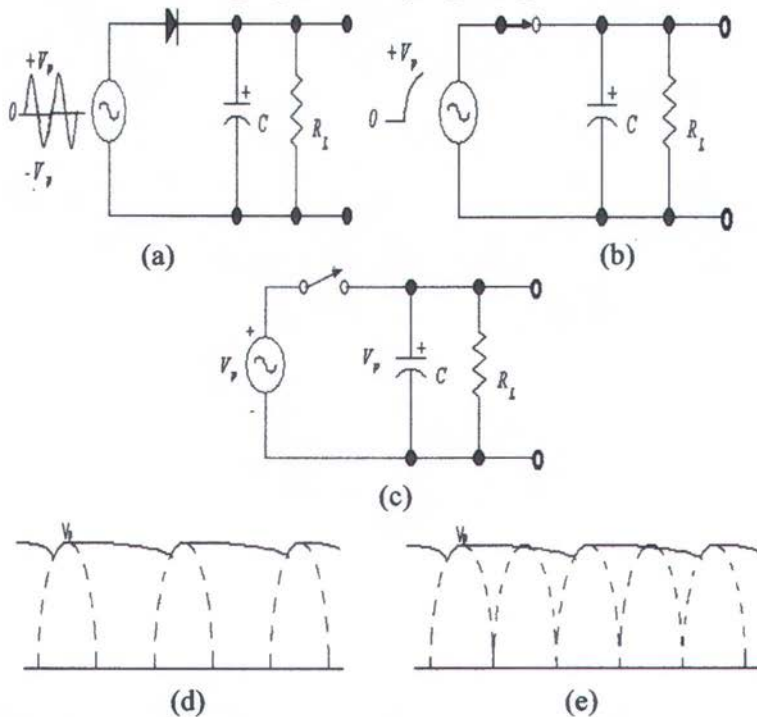 +V_p
0
-V_p
+
C
R_L
(a)
+V_p
0
+
C
R_L
(b)
+
V_p
-
V_p
+
C
R_L
(c)
V_p
(d)
V_p
(e)